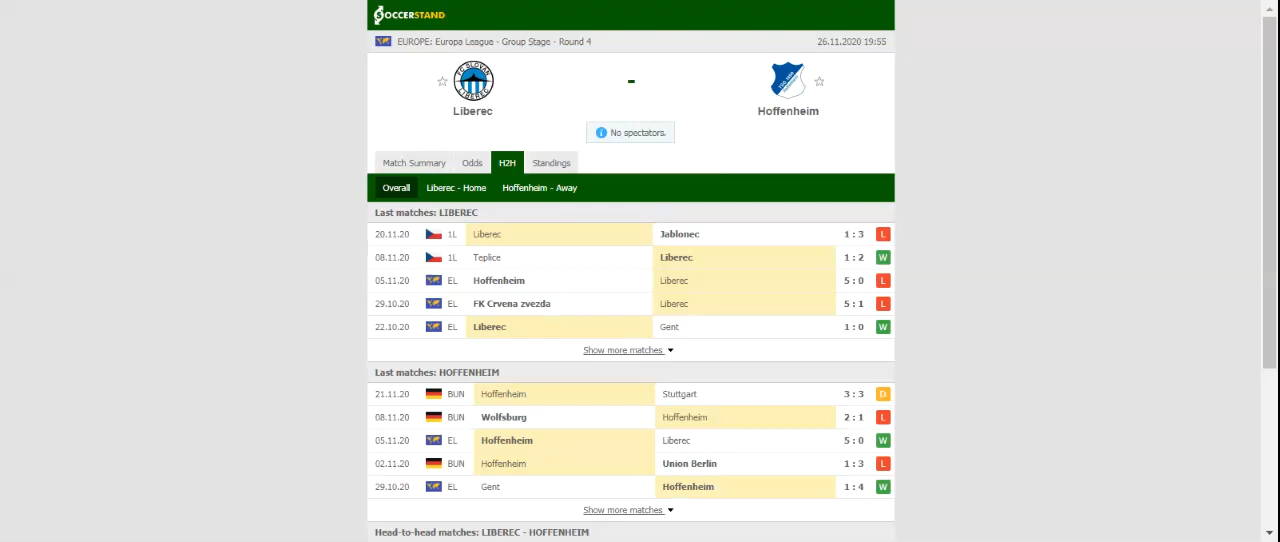 SOCCERSTAND
EUROPE: Europa League - Group Stage - Round 4 26.11.2020 19:55
-
Liberec Hoffenheim
No spectators.
Match Summary Odds H2H Standings
Overall Liberec - Home Hoffenheim - Away
Last matches: LIBEREC
20.11.20 1L Liberec Jablonec 1 : 3 L
08.11.20 1L Teplice Liberec 1 : 2 W
05.11.20 EL Hoffenheim Liberec 5 : 0 L
29.10.20 EL FK Crvena zvezda Liberec 5 : 1 L
22.10.20 EL Liberec Gent 1 : 0 W
Show more matches
Last matches: HOFFENHEIM
21.11.20 BUN Hoffenheim Stuttgart 3 : 3 D
08.11.20 BUN Wolfsburg Hoffenheim 2 : 1 L
05.11.20 EL Hoffenheim Liberec 5 : 0 W
02.11.20 BUN Hoffenheim Union Berlin 1 : 3 L
29.10.20 EL Gent Hoffenheim 1 : 4 W
Show more matches
Head-to-head matches: LIBEREC - HOFFENHEIM